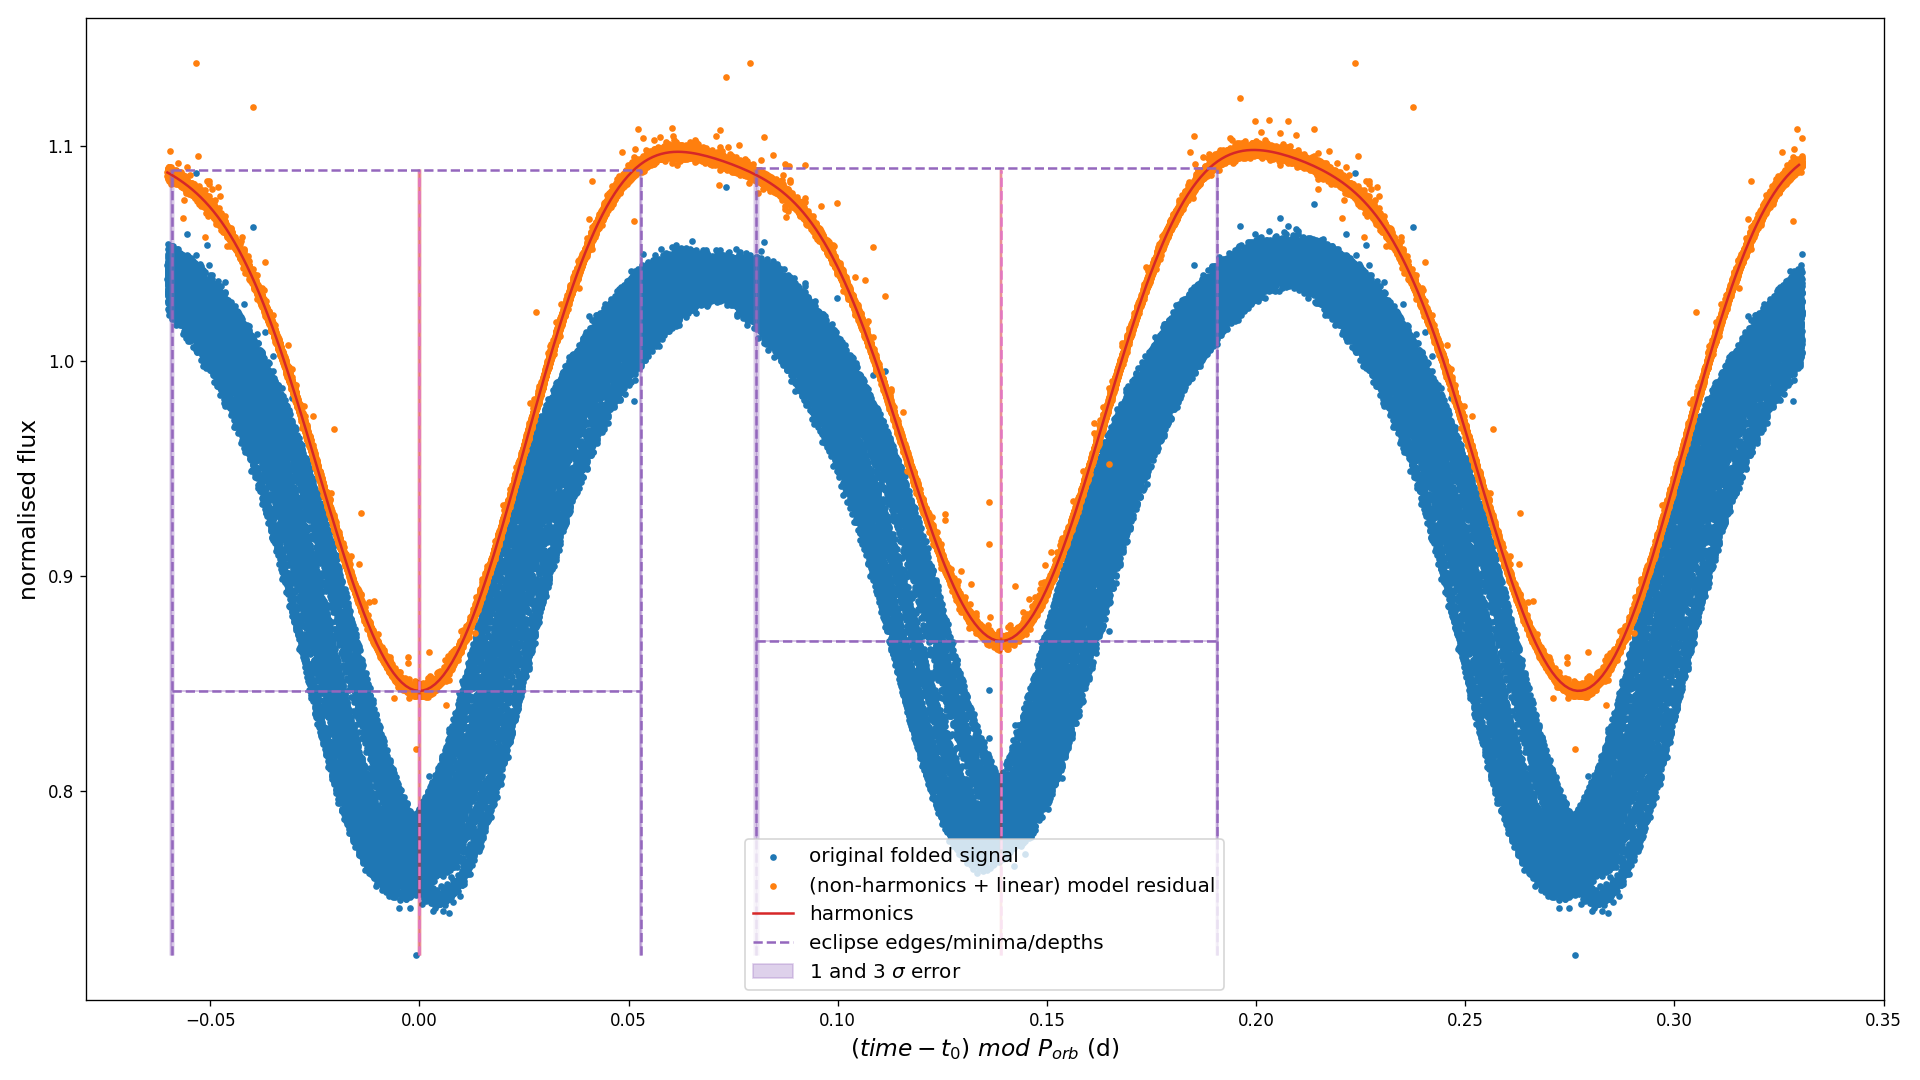 normalised flux
1.1
1.0
0.9
0.8
original folded signal
(non-harmonics + linear) model residual
harmonics
eclipse edges/minima/depths
1 and 3 σ error
−0.05 0.00 0.05 0.10 0.15 0.20 0.25 0.30 0.35
(time − t₀) mod Pₒᵣb (d)